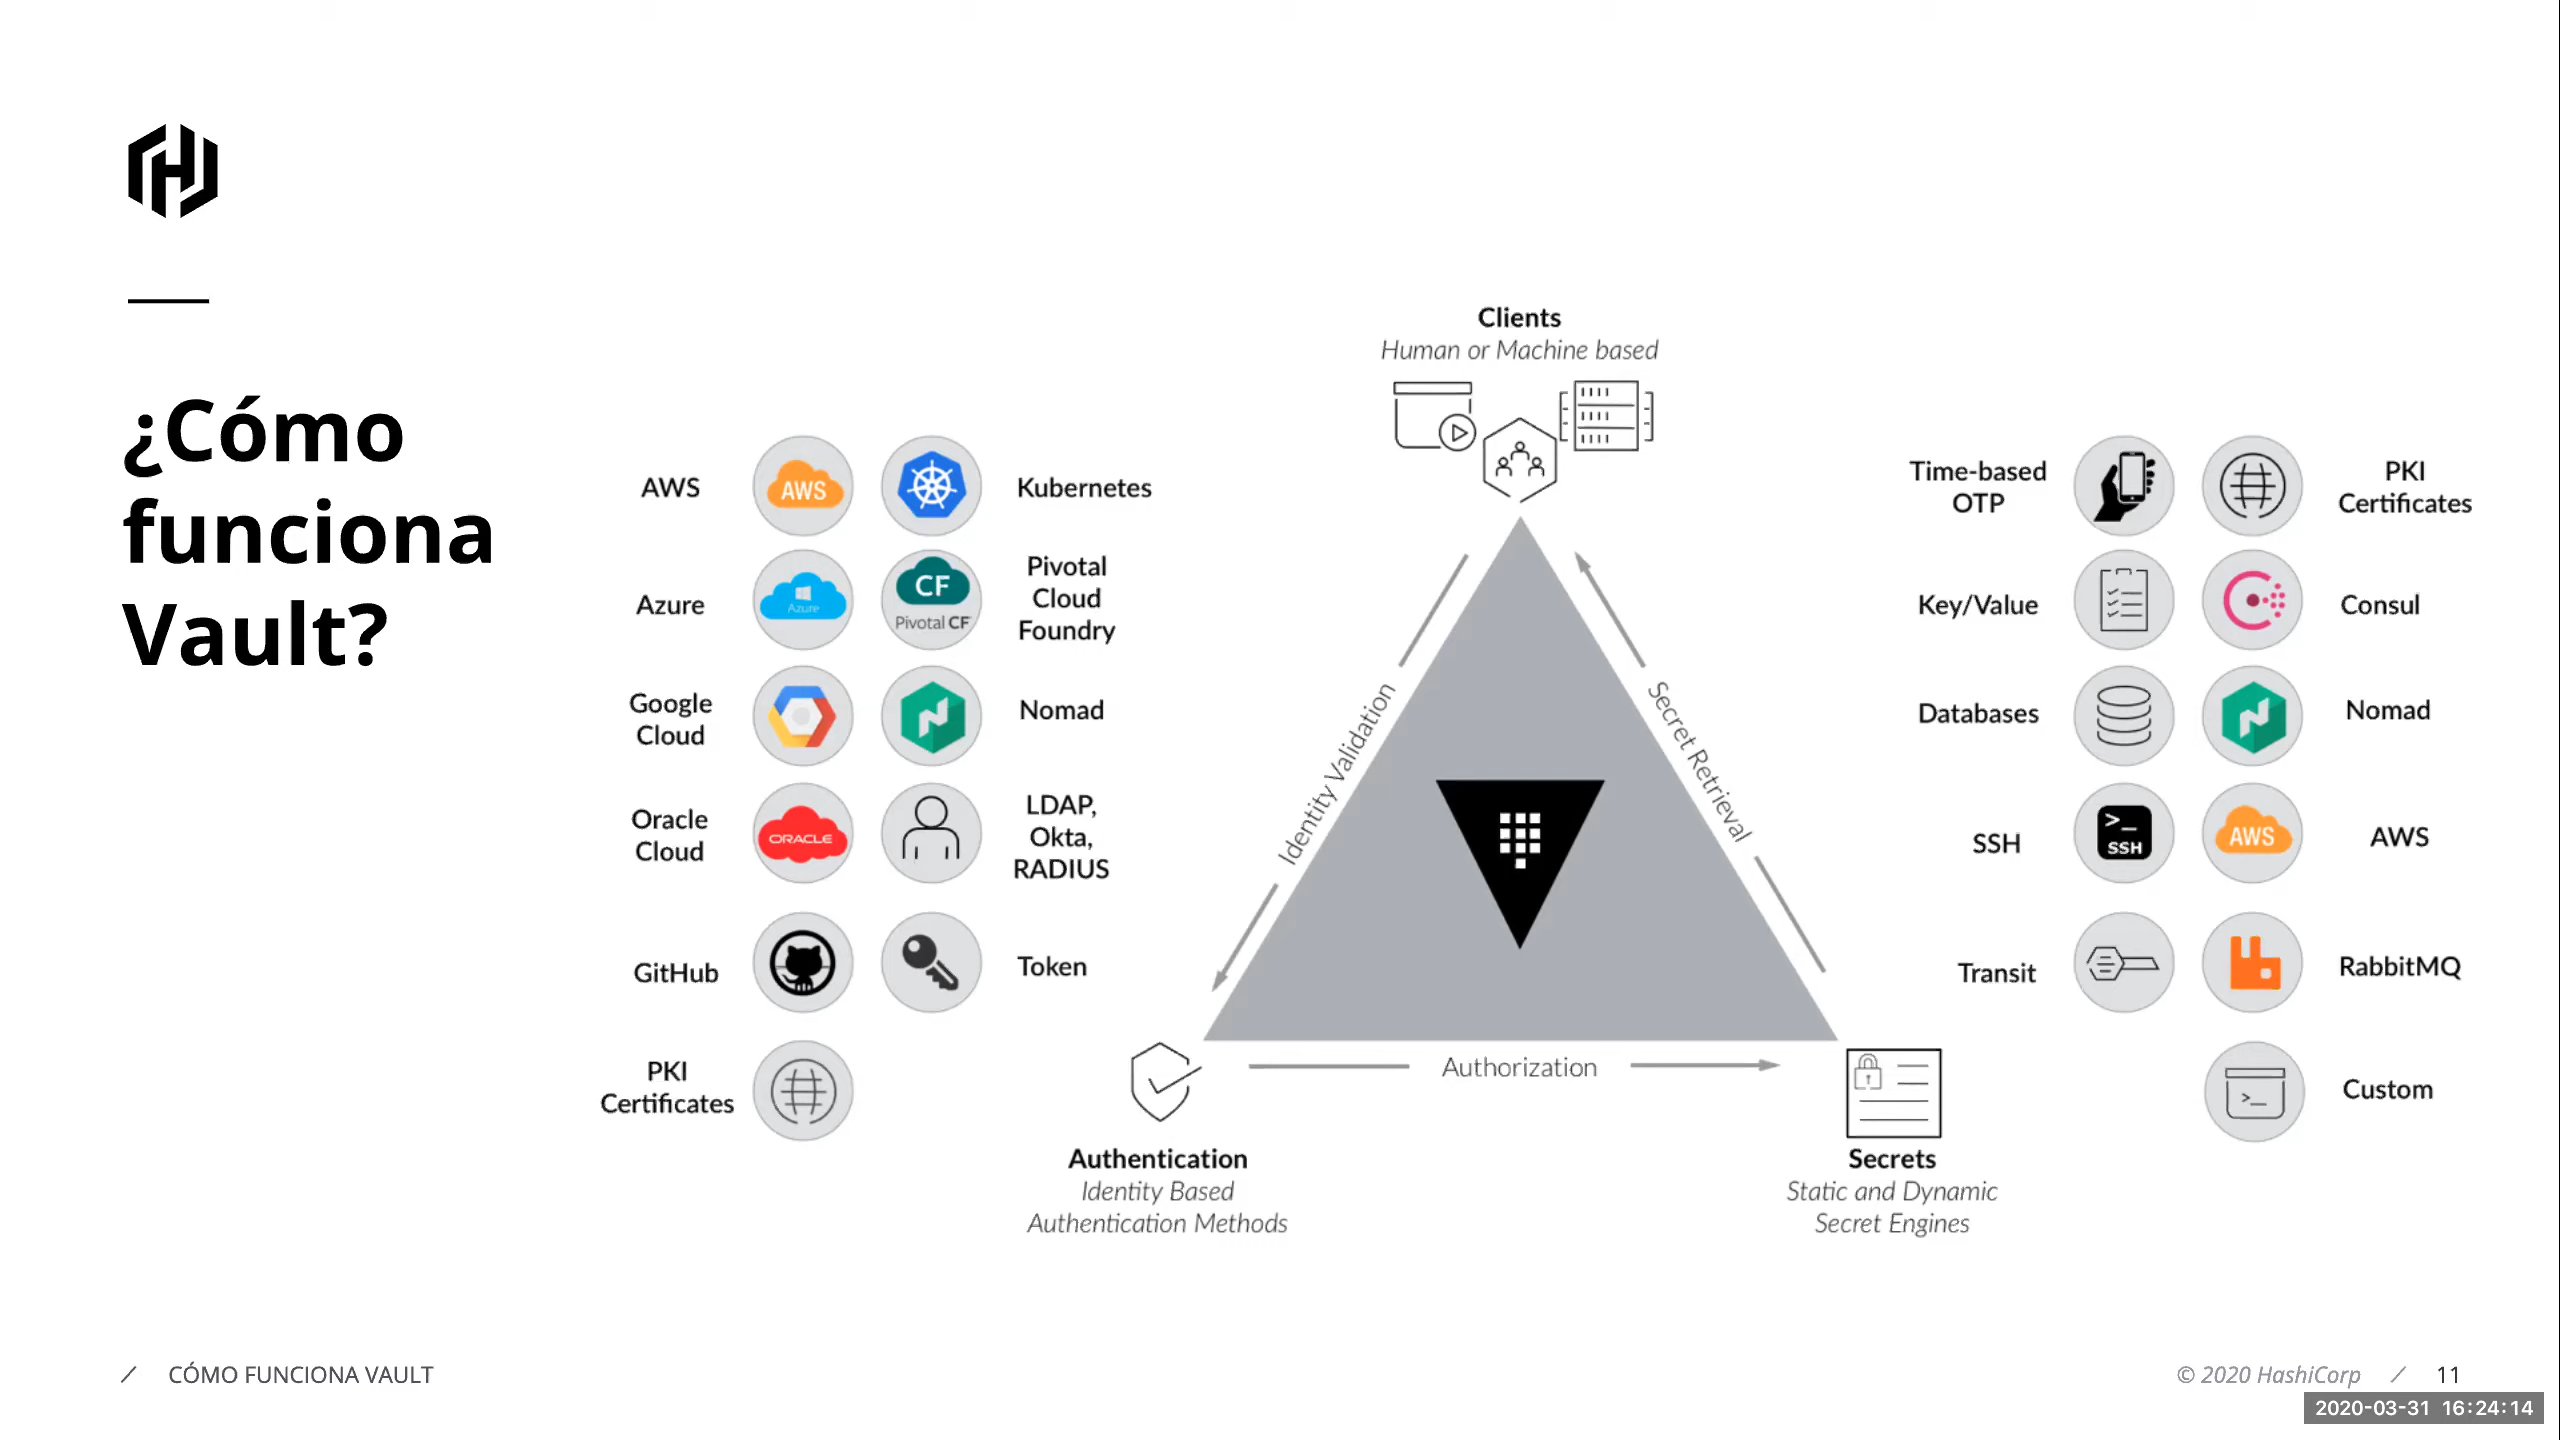 ¿Cómo
funciona
Vault?
AWS
AWS
Kubernetes
Azure
Azure
CF
Pivotal CF
Pivotal
Cloud
Foundry
Google
Cloud
Nomad
Oracle
Cloud
ORACLE
LDAP,
Okta,
RADIUS
GitHub
Token
PKI
Certificates
Clients
Human or Machine based
Identity Validation
Secret Retrieval
Authorization
Authentication
Identity Based
Authentication Methods
Secrets
Static and Dynamic
Secret Engines
Time-based
OTP
PKI
Certificates
Key/Value
Consul
Databases
Nomad
SSH
>_
SSH
AWS
AWS
Transit
RabbitMQ
>_
Custom
/ CÓMO FUNCIONA VAULT
© 2020 HashiCorp / 11
2020-03-31 16:24:14